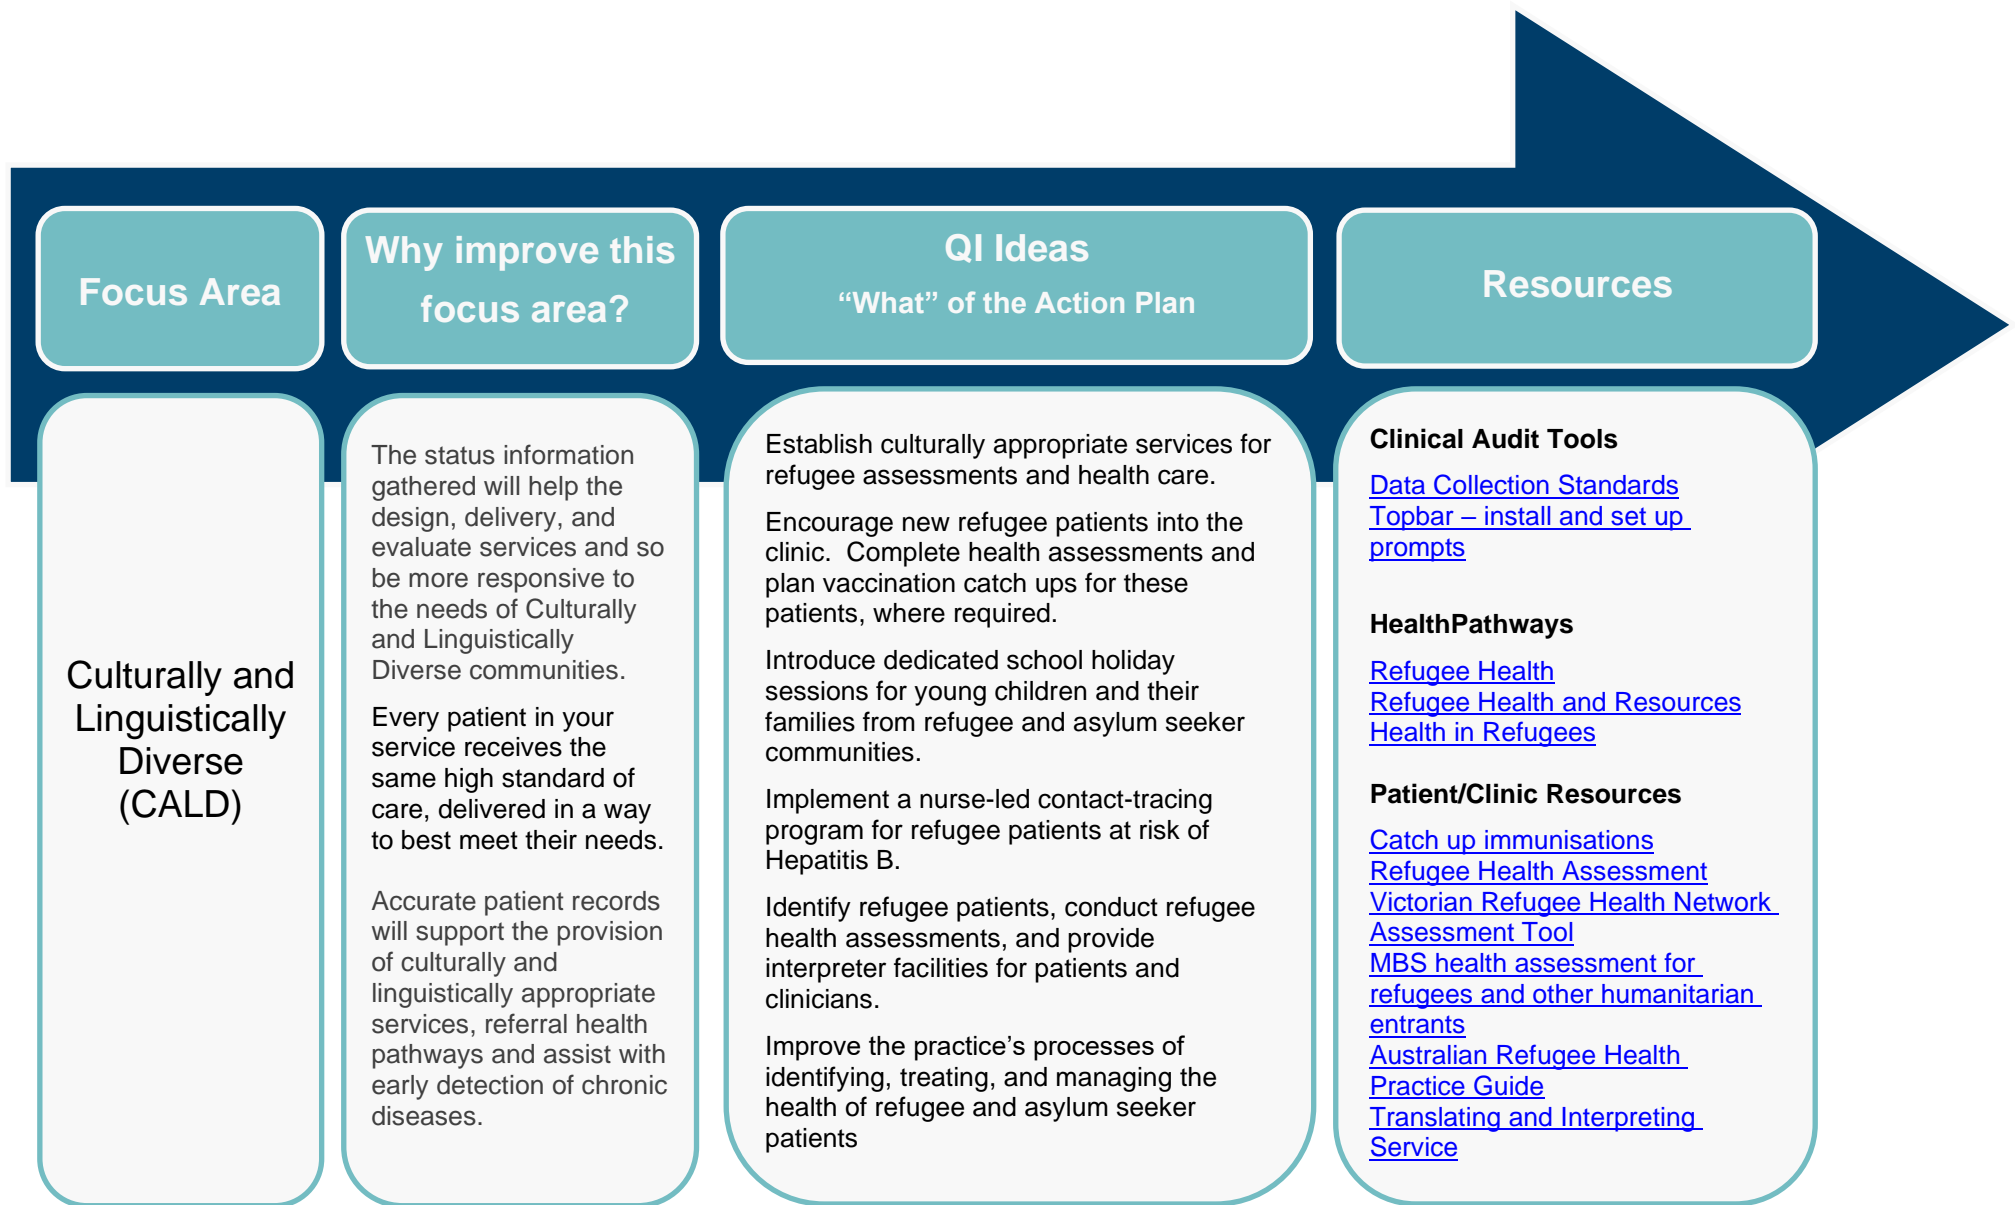 Focus Area
Why improve this
focus area?
QI Ideas
“What” of the Action Plan
Resources
Culturally and
Linguistically
Diverse
(CALD)
The status information
gathered will help the
design, delivery, and
evaluate services and so
be more responsive to
the needs of Culturally
and Linguistically
Diverse communities.
Every patient in your
service receives the
same high standard of
care, delivered in a way
to best meet their needs.
Accurate patient records
will support the provision
of culturally and
linguistically appropriate
services, referral health
pathways and assist with
early detection of chronic
diseases.
Establish culturally appropriate services for
refugee assessments and health care.
Encourage new refugee patients into the
clinic.  Complete health assessments and
plan vaccination catch ups for these
patients, where required.
Introduce dedicated school holiday
sessions for young children and their
families from refugee and asylum seeker
communities.
Implement a nurse-led contact-tracing
program for refugee patients at risk of
Hepatitis B.
Identify refugee patients, conduct refugee
health assessments, and provide
interpreter facilities for patients and
clinicians.
Improve the practice’s processes of
identifying, treating, and managing the
health of refugee and asylum seeker
patients
Clinical Audit Tools
Data Collection Standards
Topbar – install and set up
prompts
HealthPathways
Refugee Health
Refugee Health and Resources
Health in Refugees
Patient/Clinic Resources
Catch up immunisations
Refugee Health Assessment
Victorian Refugee Health Network
Assessment Tool
MBS health assessment for
refugees and other humanitarian
entrants
Australian Refugee Health
Practice Guide
Translating and Interpreting
Service